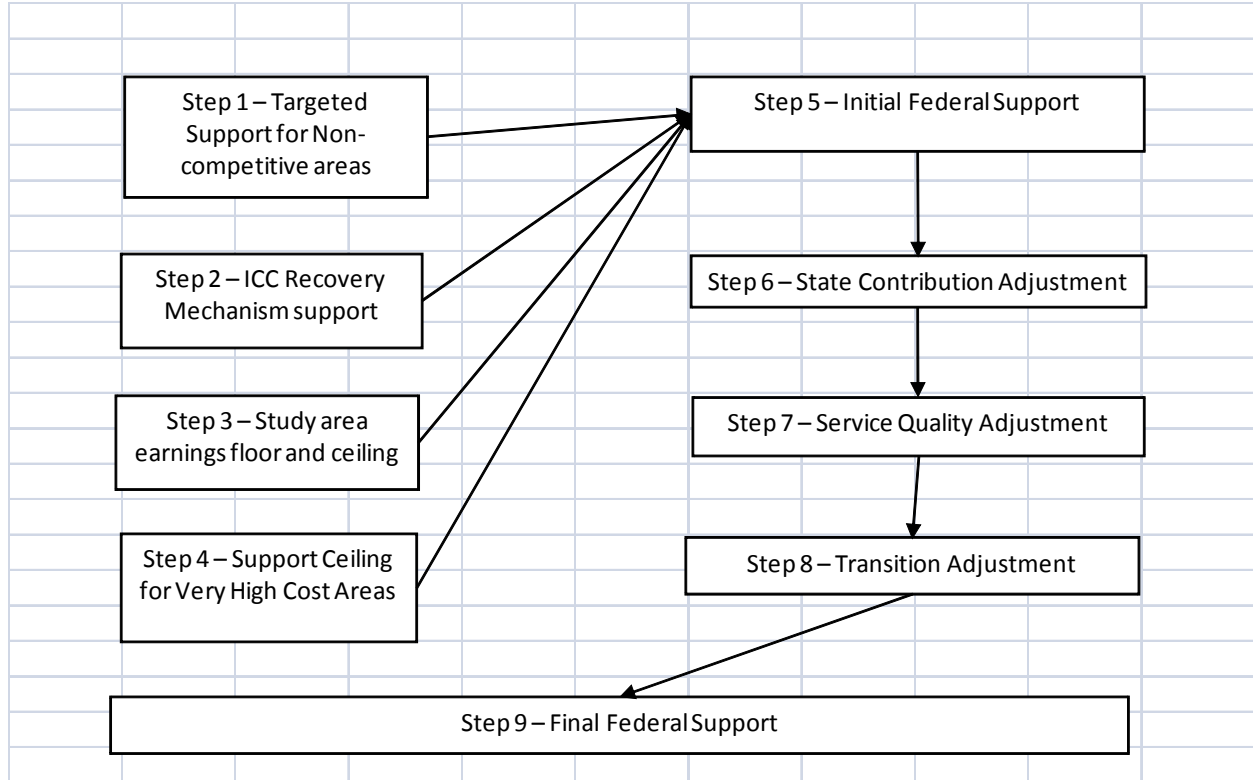 Step 1 – Targeted
Support for Non-
competitive areas
Step 2 – ICC Recovery
Mechanism support
Step 3 – Study area
earnings floor and ceiling
Step 4 – Support Ceiling
for Very High Cost Areas
Step 5 – Initial Federal Support
Step 6 – State Contribution Adjustment
Step 7 – Service Quality Adjustment
Step 8 – Transition Adjustment
Step 9 – Final Federal Support